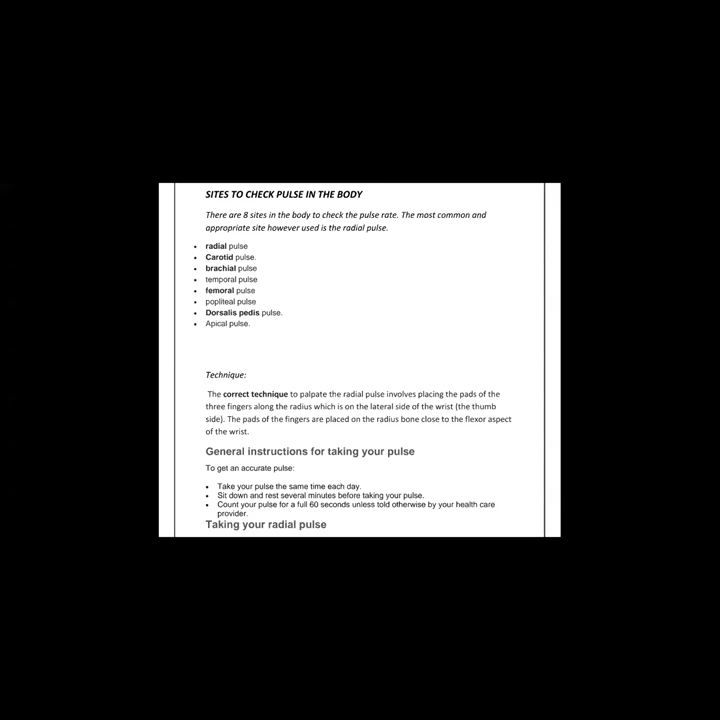 SITES TO CHECK PULSE IN THE BODY
There are 8 sites in the body to check the pulse rate. The most common and
appropriate site however used is the radial pulse.
• radial pulse
• Carotid pulse.
• brachial pulse
• temporal pulse
• femoral pulse
• popliteal pulse
• Dorsalis pedis pulse.
• Apical pulse.
Technique:
The correct technique to palpate the radial pulse involves placing the pads of the
three fingers along the radius which is on the lateral side of the wrist (the thumb
side). The pads of the fingers are placed on the radius bone close to the flexor aspect
of the wrist.
General instructions for taking your pulse
To get an accurate pulse:
• Take your pulse the same time each day.
• Sit down and rest several minutes before taking your pulse.
• Count your pulse for a full 60 seconds unless told otherwise by your health care
provider.
Taking your radial pulse